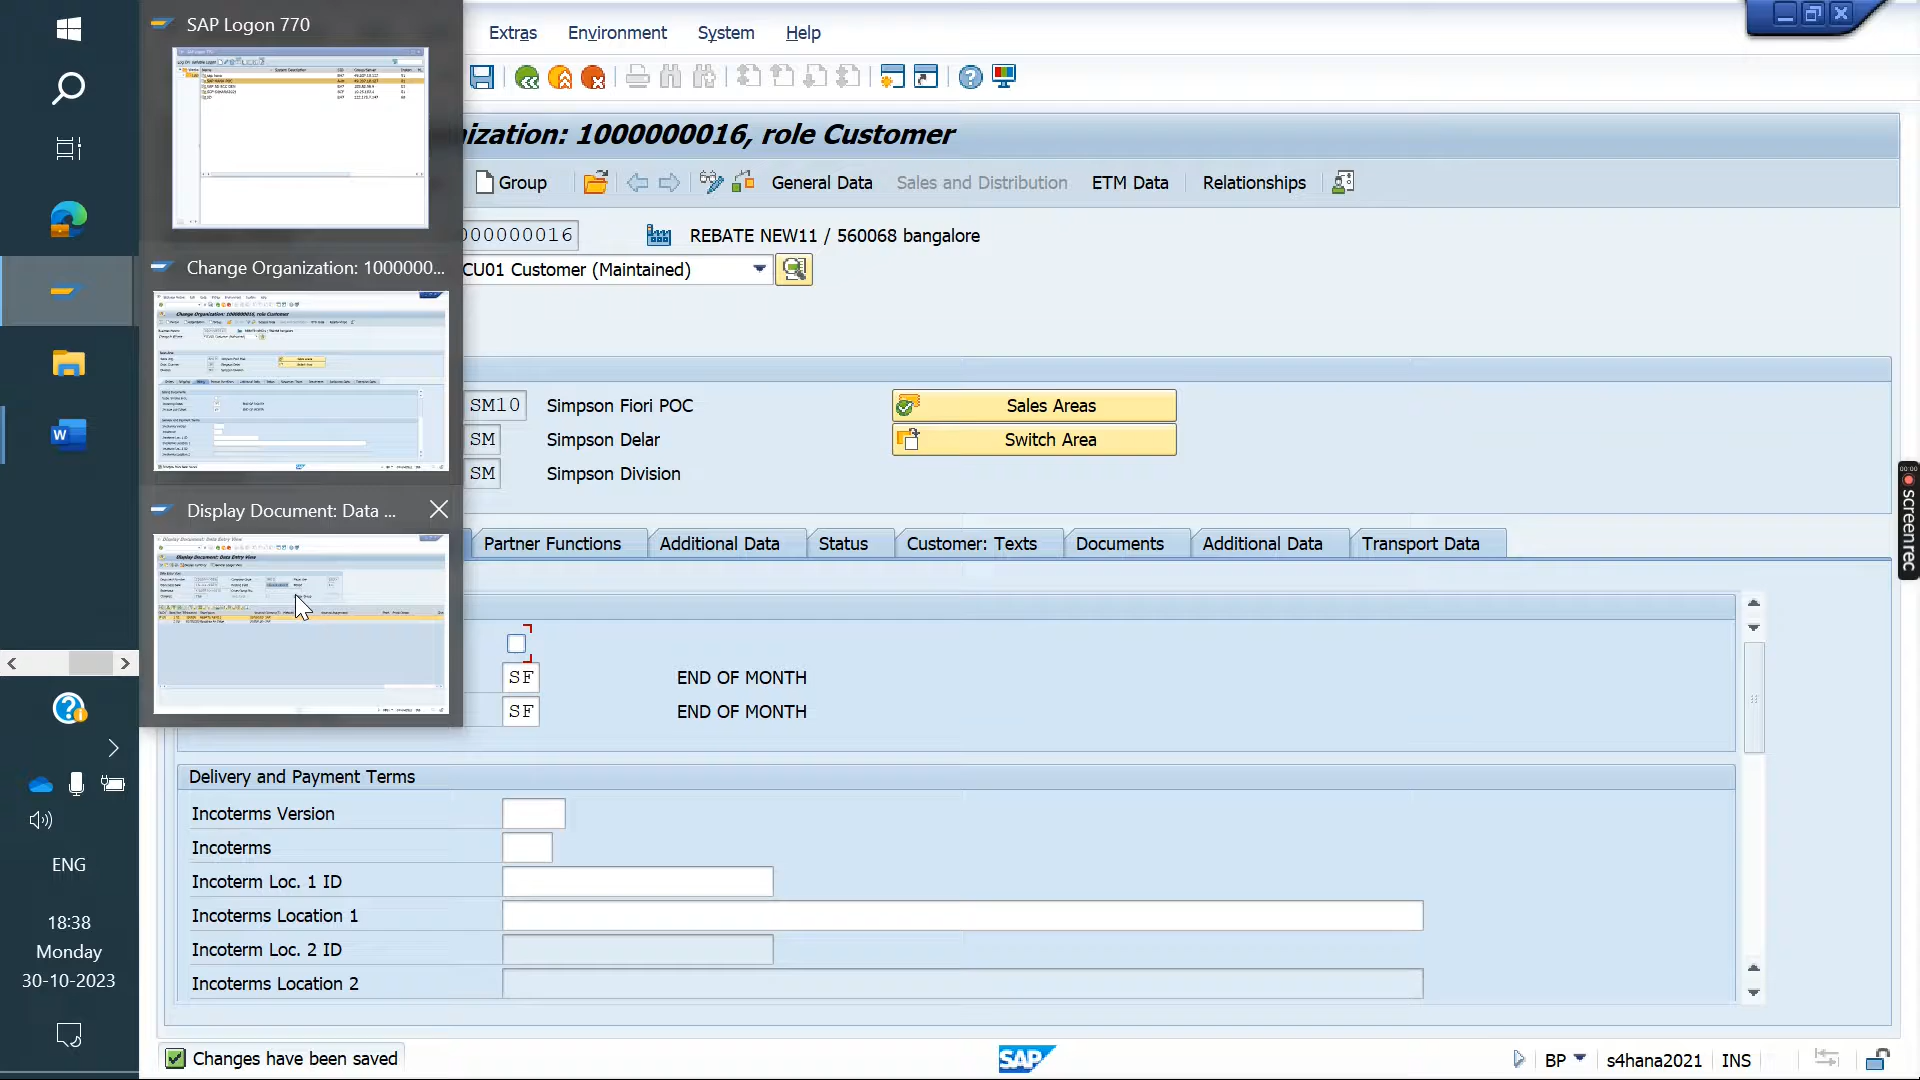 SAP Logon 770
Extras
Environment
System
Help
ization: 1000000016, role Customer
Group
General Data
Sales and Distribution
ETM Data
Relationships
Change Organization: 1000000...
000000016
REBATE NEW11 / 560068 bangalore
CU01 Customer (Maintained)
SM10
Simpson Fiori POC
Sales Areas
SM
Simpson Delar
Switch Area
SM
Simpson Division
Display Document: Data ...
Partner Functions
Additional Data
Status
Customer: Texts
Documents
Additional Data
Transport Data
00:00
screenrec
SF
END OF MONTH
SF
END OF MONTH
Delivery and Payment Terms
Incoterms Version
Incoterms
Incoterm Loc. 1 ID
Incoterms Location 1
Incoterm Loc. 2 ID
Incoterms Location 2
ENG
18:38
Monday
30-10-2023
Changes have been saved
SAP
BP
s4hana2021
INS